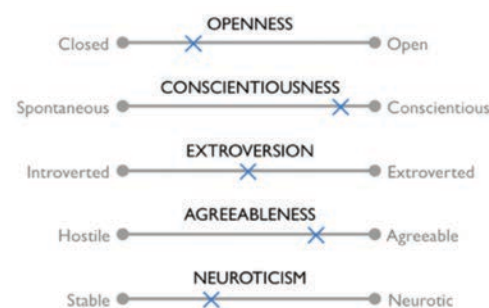 OPENNESS
Closed Open
CONSCIENTIOUSNESS
Spontaneous Conscientious
EXTROVERSION
Introverted Extroverted
AGREEABLENESS
Hostile Agreeable
NEUROTICISM
Stable Neurotic